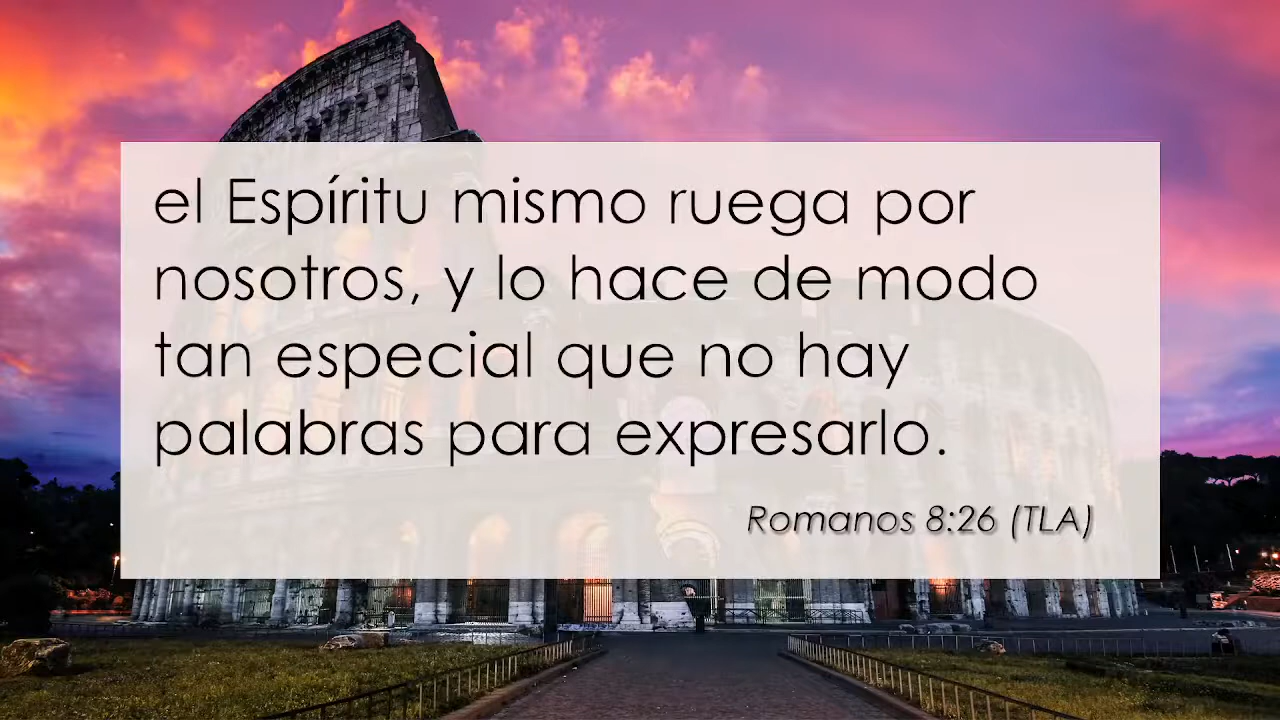 el Espíritu mismo ruega por
nosotros, y lo hace de modo
tan especial que no hay
palabras para expresarlo.
Romanos 8:26 (TLA)